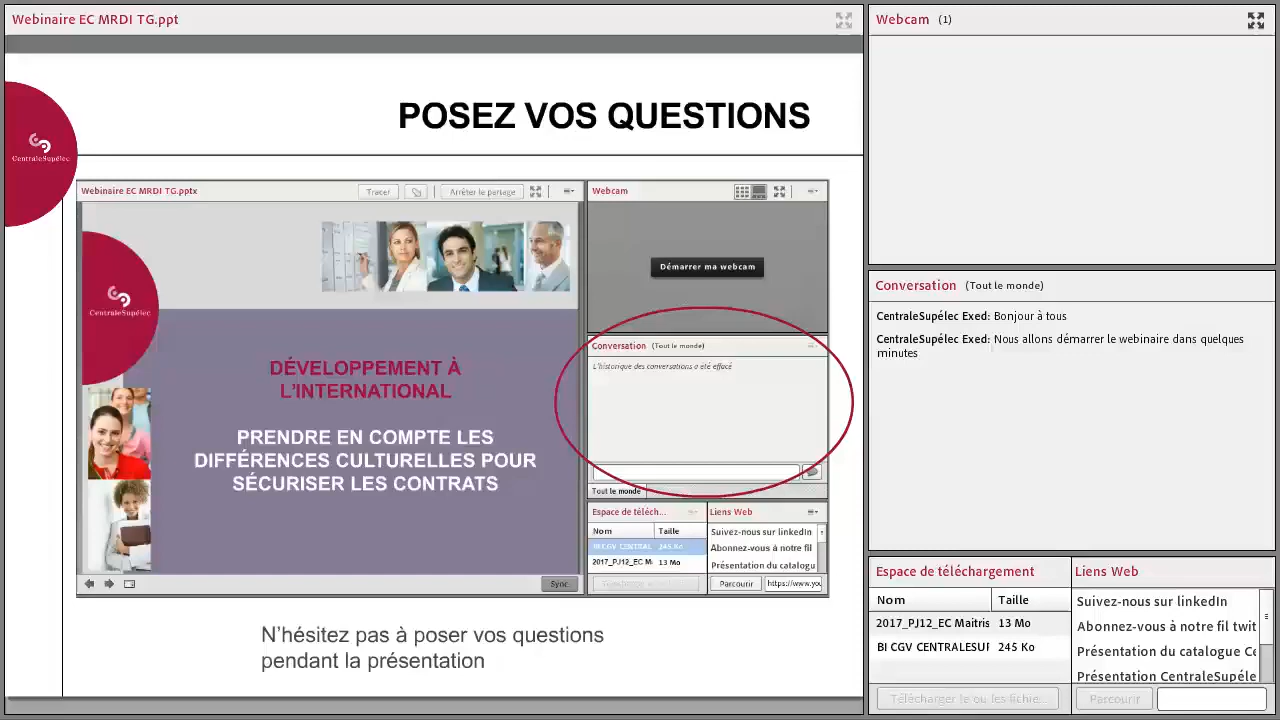 Webinaire EC MRDI TG.ppt
POSEZ VOS QUESTIONS
CentraleSupélec
Webinaire EC MRDI TG.pptx
Tracer
Arrêter le partage
CentraleSupélec
DÉVELOPPEMENT À
L'INTERNATIONAL
PRENDRE EN COMPTE LES
DIFFÉRENCES CULTURELLES POUR
SÉCURISER LES CONTRATS
Sync.
Webcam
Démarrer ma webcam
Conversation (Tout le monde)
L'historique des conversations a été effacé
Tout le monde
Espace de téléch...
Nom Taille
BI CGV CENTRAL 245 Ko
2017_PJ12_EC M 13 Mo
Liens Web
Suivez-nous sur linkedIn
Abonnez-vous à notre fil
Présentation du catalogu
Parcourir https://www.you
N'hésitez pas à poser vos questions
pendant la présentation
Webcam (1)
Conversation (Tout le monde)
CentraleSupélec Exed: Bonjour à tous
CentraleSupélec Exed: Nous allons démarrer le webinaire dans quelques
minutes
Espace de téléchargement
Nom Taille
2017_PJ12_EC Maitris 13 Mo
BI CGV CENTRALESUP 245 Ko
Télécharger le ou les fichie...
Liens Web
Suivez-nous sur linkedIn
Abonnez-vous à notre fil twit
Présentation du catalogue Ce
Présentation CentraleSupéle
Parcourir